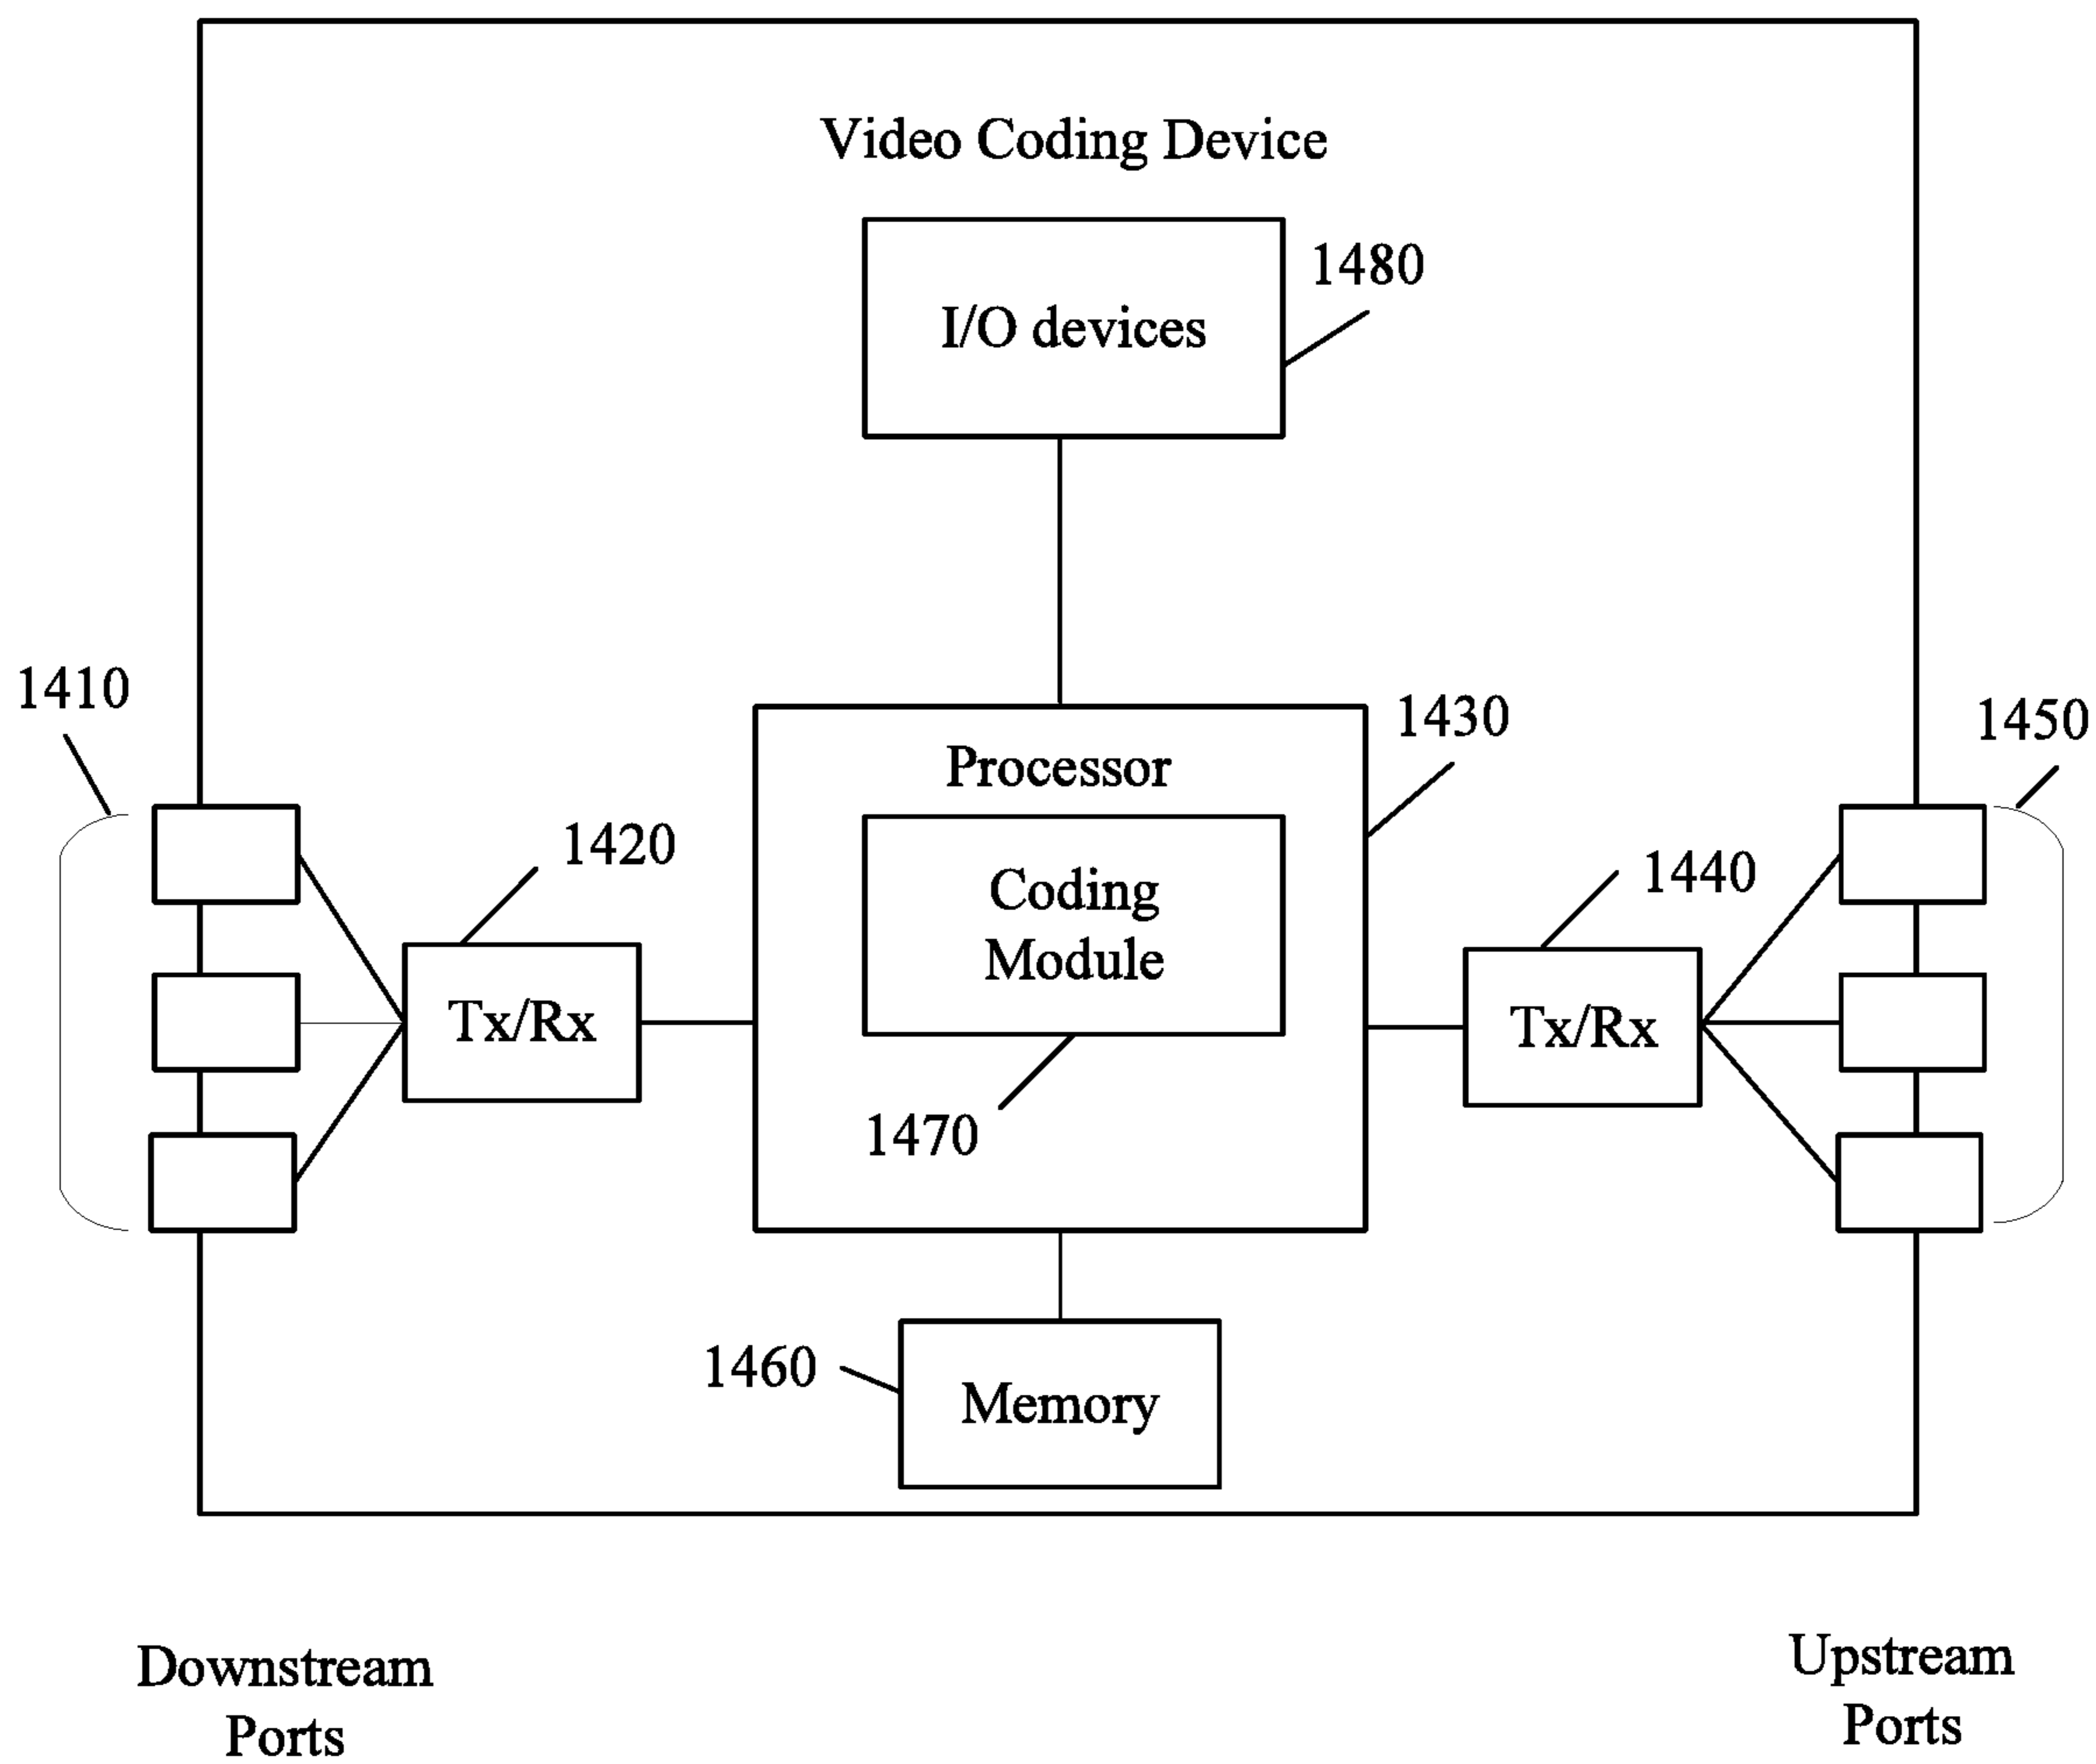 Video Coding Device
I/O devices
1480
1410
1430
1450
Processor
1420
Coding
Module
1440
Tx/Rx
Tx/Rx
1470
1460
Memory
Downstream
Ports
Upstream
Ports